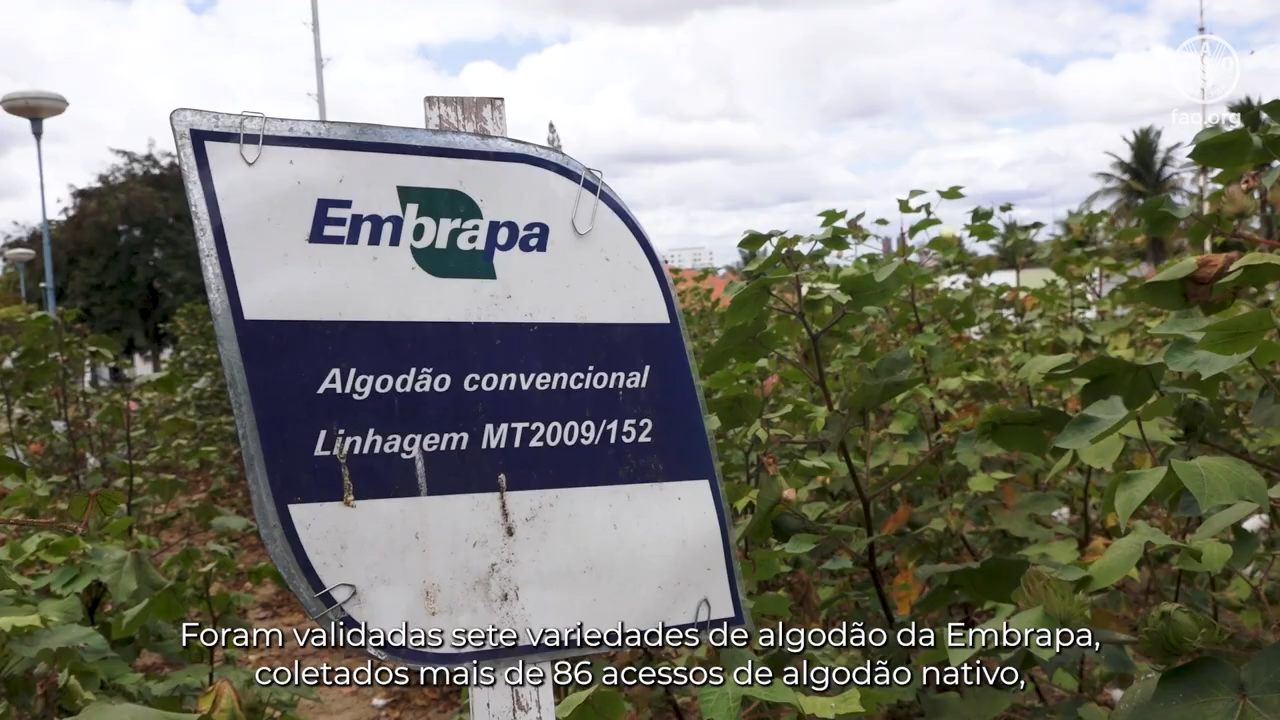 fao.org
Embrapa
Algodão convencional
Linhagem MT2009/152
Foram validadas sete variedades de algodão da Embrapa,
coletados mais de 86 acessos de algodão nativo,